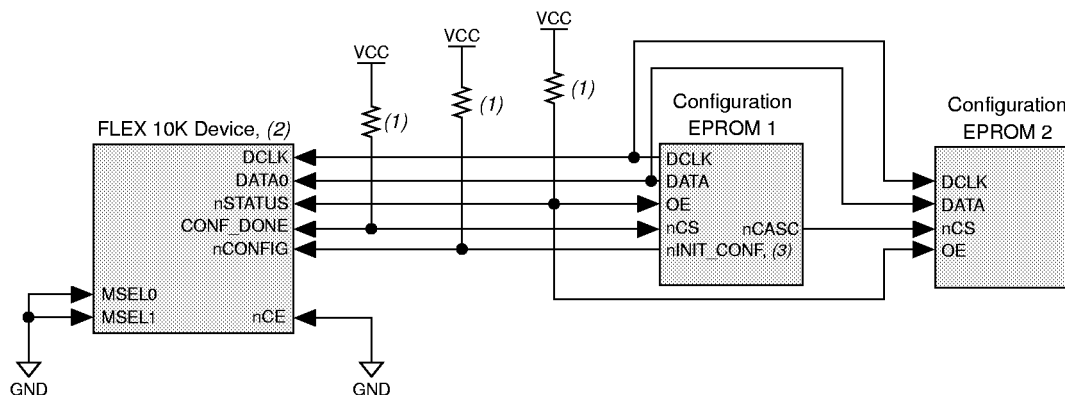 VCC
VCC
VCC
(1)
(1)
(1)
FLEX 10K Device, (2)
DCLK
DATA0
nSTATUS
CONF_DONE
nCONFIG
MSEL0
MSEL1
nCE
GND
GND
Configuration
EPROM 1
DCLK
DATA
OE
nCS
nCASC
nINIT_CONF, (3)
Configuration
EPROM 2
DCLK
DATA
nCS
OE